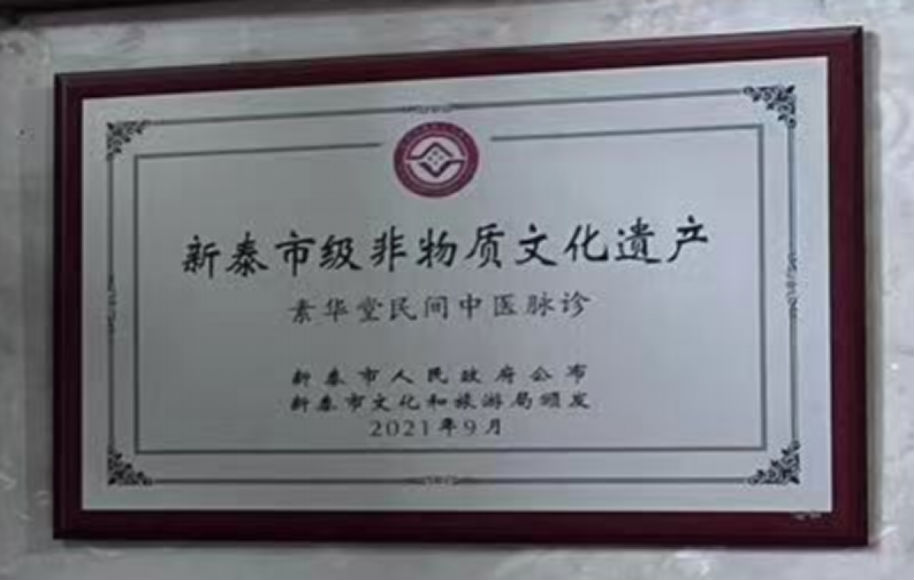 新泰市级非物质文化遗产
素华堂民间中医脉诊
新泰市人民政府公布
新泰市文化和旅游局颁发
2021年9月